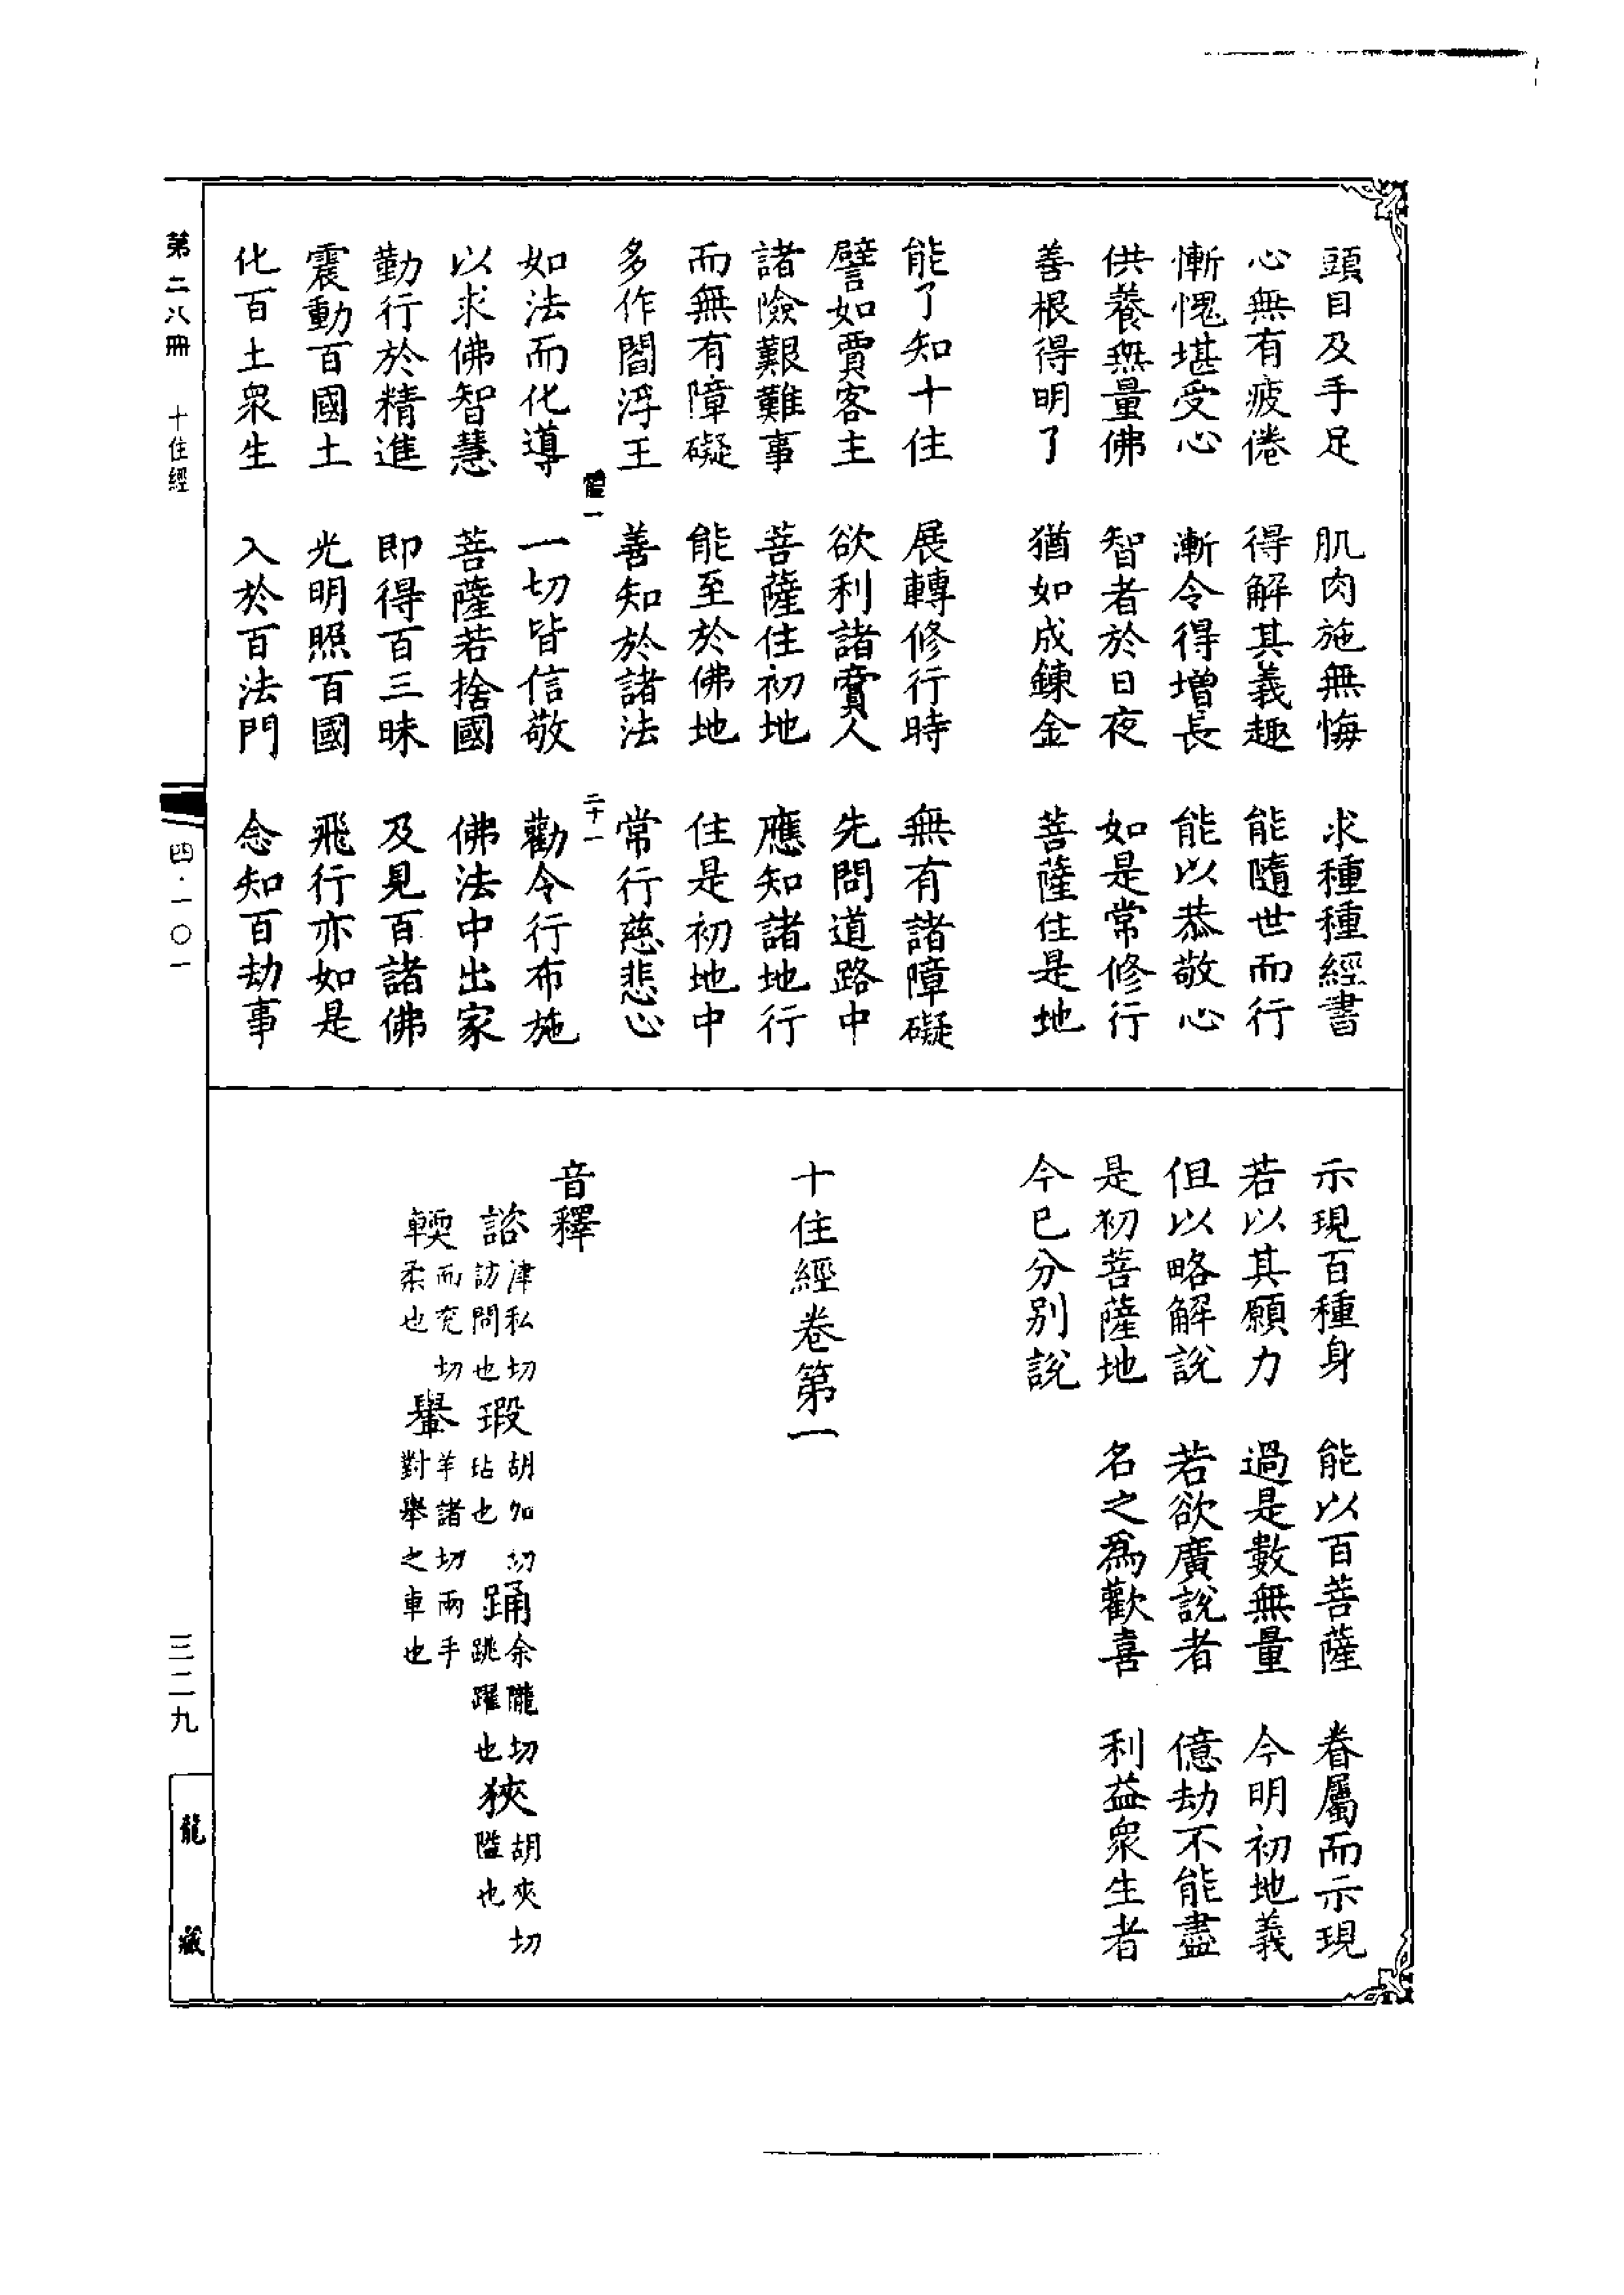 頭目及手足　肌肉施無悔　求種種經書
心無有疲倦　得解其義趣　能隨世而行
慚愧堪受心　漸令得增長　能以恭敬心
供養無量佛　智者於日夜　如是常修行
善根得明了　猶如成鍊金　菩薩住是地
能了知十住　展轉修行時　無有諸障礙
譬如賈客主　欲利諸賓人　先問道路中
諸險艱難事　菩薩住初地　應知諸地行
而無有障礙　能至於佛地　住是初地中
多作閻浮王　善知於諸法　常行慈悲心
體一　二十一
如法而化導　一切皆信敬　勸令行布施
以求佛智慧　菩薩若捨國　佛法中出家
勤行於精進　即得百三昧　及見百諸佛
震動百國土　光明照百國　飛行亦如是
化百土眾生　入於百法門　念知百劫事
示現百種身　能以百菩薩　眷屬而示現
若以其願力　過是數無量　今明初地義
但以略解說　若欲廣說者　億劫不能盡
是初菩薩地　名之為歡喜　利益眾生者
今已分別說
十住經卷第一
音釋
諮津私切訪問也　瑕胡加切玷也　踊余隴切跳躍也　狹胡夾切隘也
輭而兗切柔也　轝羊諸切兩手對舉之車也
第二八冊　十住經　四·一〇一　三二九　龍藏